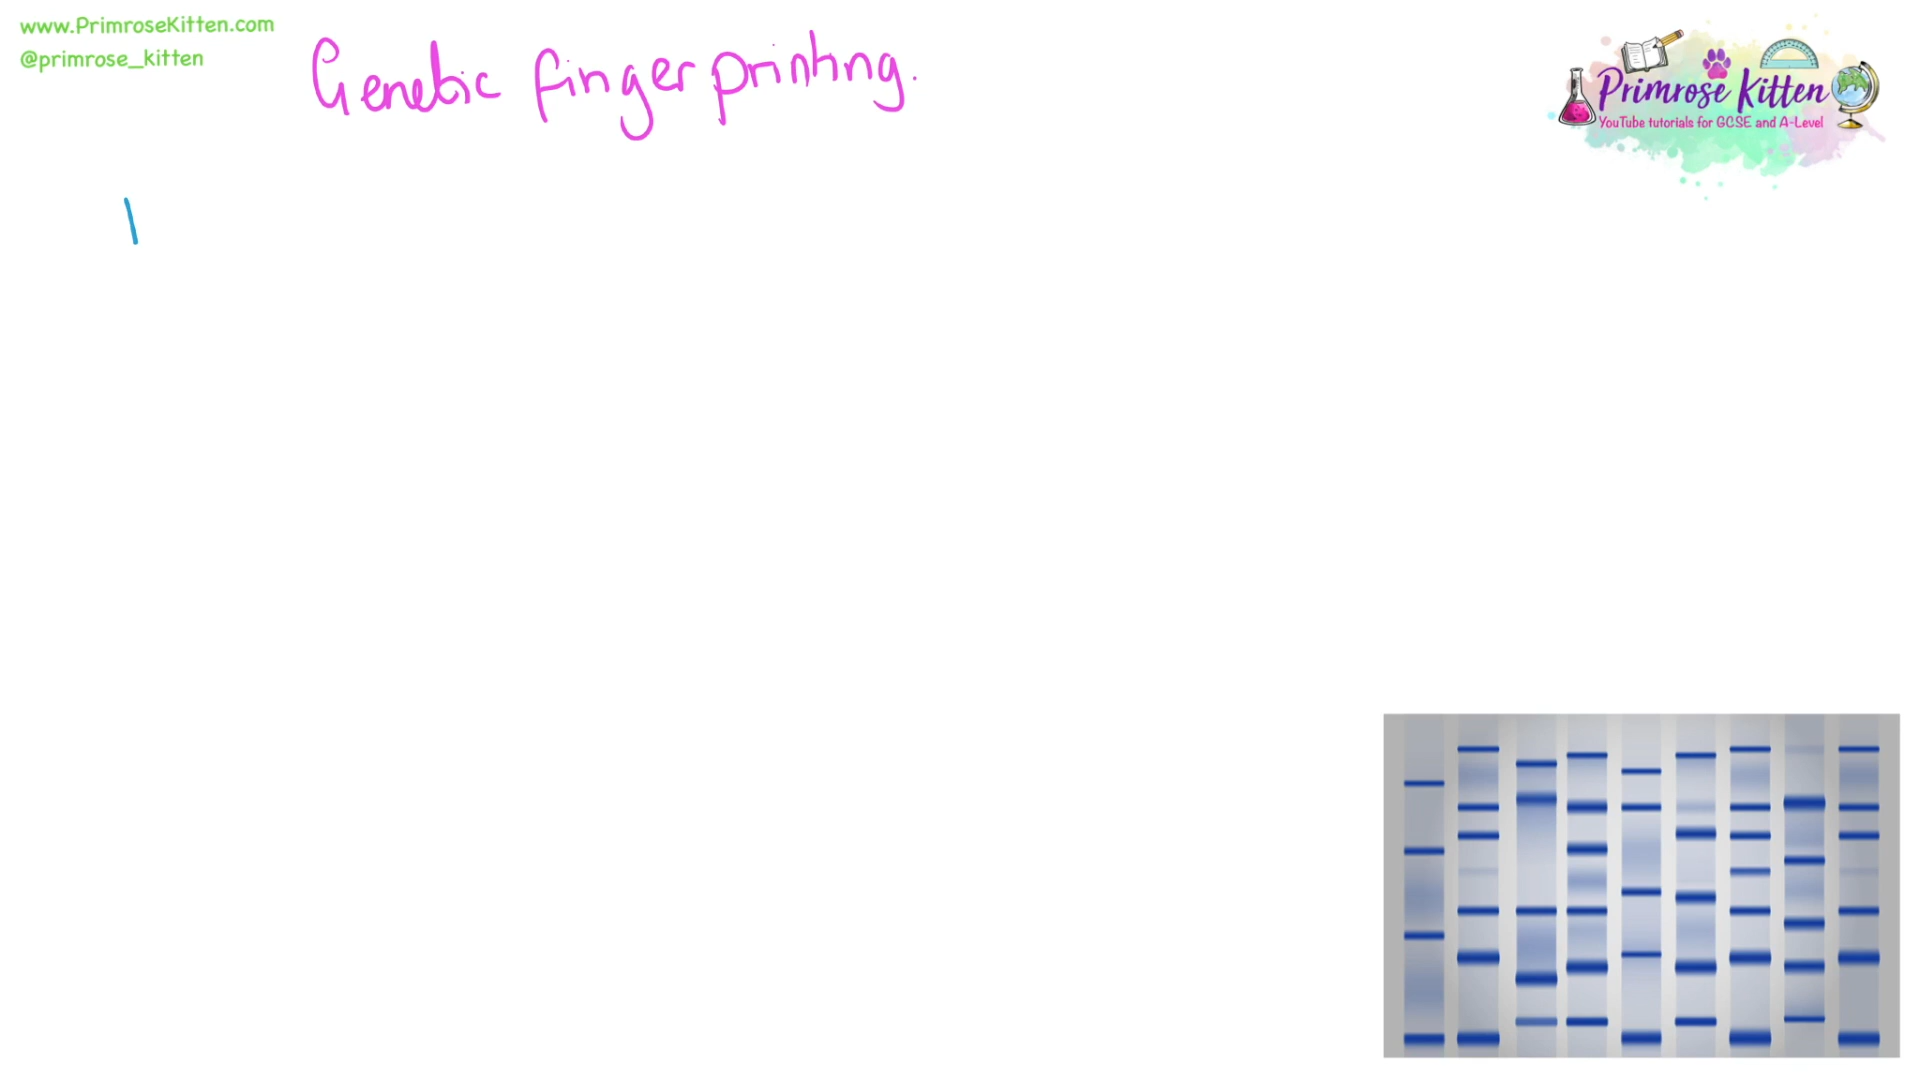 www.PrimroseKitten.com
@primrose_kitten
Genetic fingerprinting.
Primrose Kitten
YouTube tutorials for GCSE and A-Level